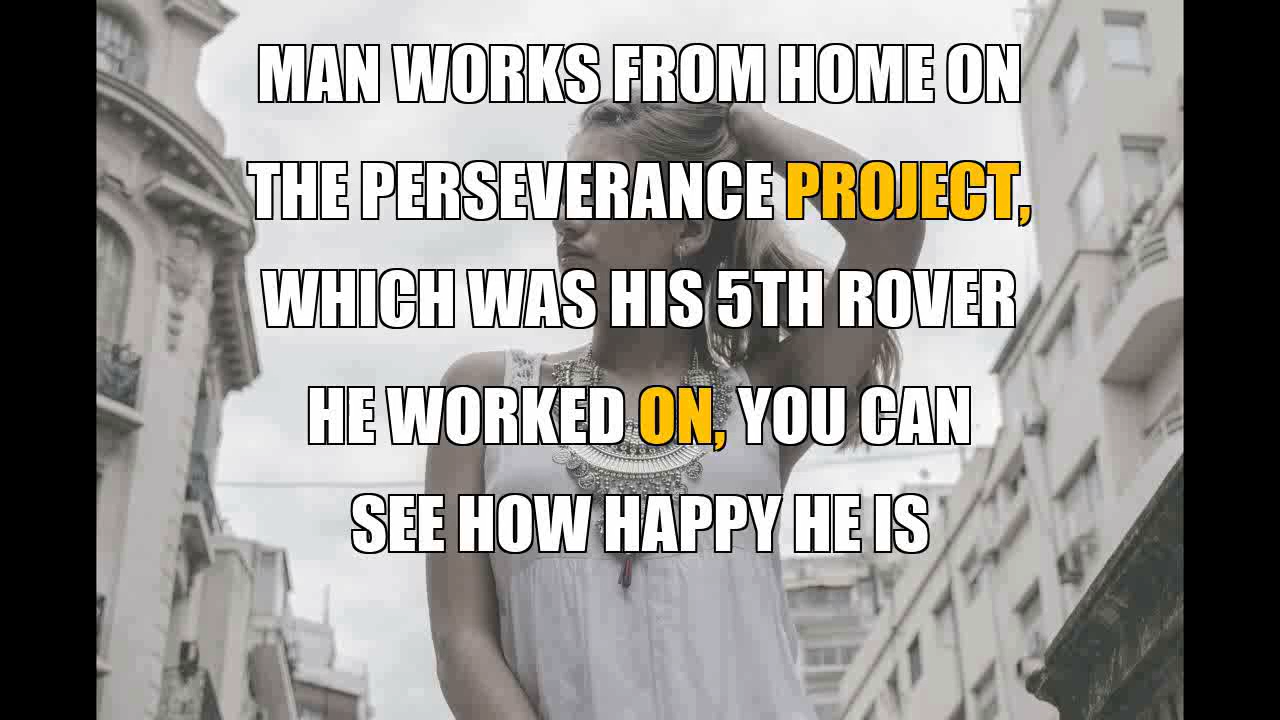 MAN WORKS FROM HOME ON
THE PERSEVERANCE PROJECT,
WHICH WAS HIS 5TH ROVER
HE WORKED ON, YOU CAN
SEE HOW HAPPY HE IS